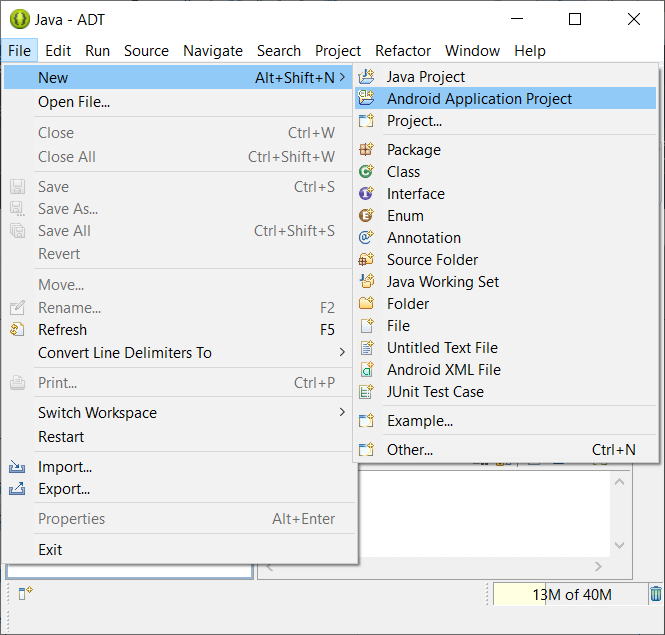 Java - ADT
File Edit Run Source Navigate Search Project Refactor Window Help
New Alt+Shift+N
Open File...
Close Ctrl+W
Close All Ctrl+Shift+W
Save Ctrl+S
Save As...
Save All Ctrl+Shift+S
Revert
Move...
Rename... F2
Refresh F5
Convert Line Delimiters To
Print... Ctrl+P
Switch Workspace
Restart
Import...
Export...
Properties Alt+Enter
Exit
Java Project
Android Application Project
Project...
Package
Class
Interface
Enum
Annotation
Source Folder
Java Working Set
Folder
File
Untitled Text File
Android XML File
JUnit Test Case
Example...
Other... Ctrl+N
13M of 40M